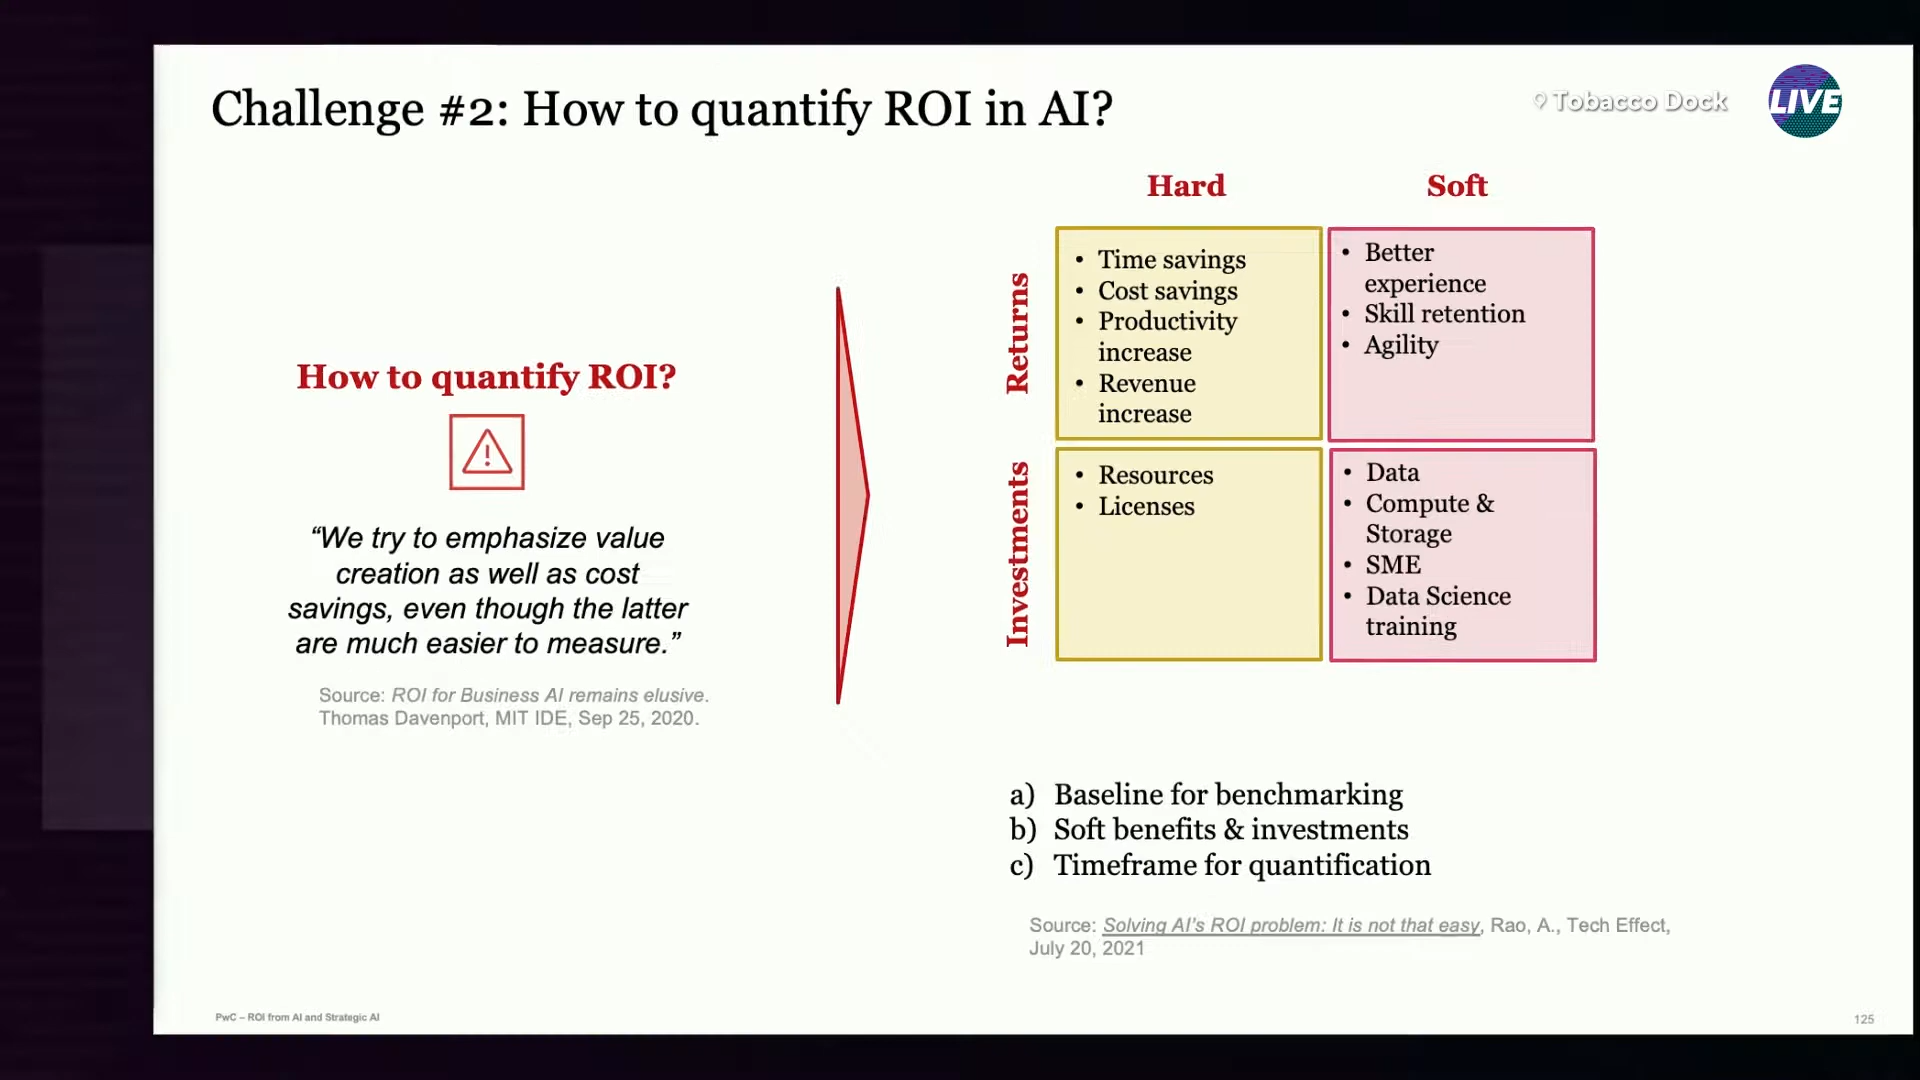 Challenge #2: How to quantify ROI in AI?
Tobacco Dock
LIVE
How to quantify ROI?
“We try to emphasize value
creation as well as cost
savings, even though the latter
are much easier to measure.”
Source: ROI for Business AI remains elusive.
Thomas Davenport, MIT IDE, Sep 25, 2020.
Hard
Soft
Returns
• Time savings
• Cost savings
• Productivity
increase
• Revenue
increase
• Better
experience
• Skill retention
• Agility
Investments
• Resources
• Licenses
• Data
• Compute &
Storage
• SME
• Data Science
training
a) Baseline for benchmarking
b) Soft benefits & investments
c) Timeframe for quantification
Source: Solving AI’s ROI problem: It is not that easy, Rao, A., Tech Effect,
July 20, 2021
PwC – ROI from AI and Strategic AI
125